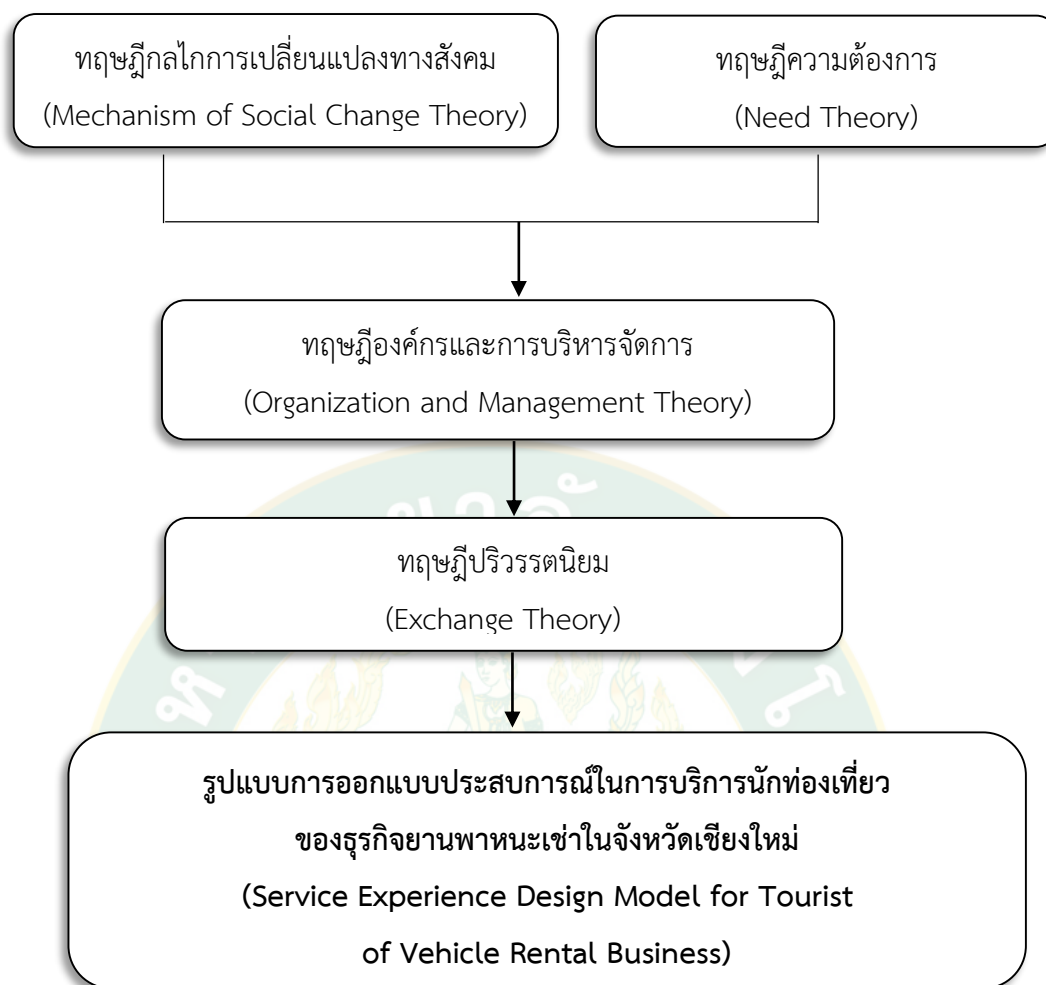 ทฤษฎีกลไกการเปลี่ยนแปลงทางสังคม
(Mechanism of Social Change Theory)
ทฤษฎีความต้องการ
(Need Theory)
ทฤษฎีองค์กรและการบริหารจัดการ
(Organization and Management Theory)
ทฤษฎีปริวรรตนิยม
(Exchange Theory)
รูปแบบการออกแบบประสบการณ์ในการบริการนักท่องเที่ยว
ของธุรกิจยานพาหนะเช่าในจังหวัดเชียงใหม่
(Service Experience Design Model for Tourist
of Vehicle Rental Business)